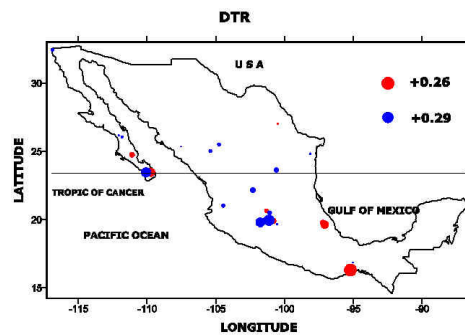 DTR
USA
+0.26
+0.29
30
25
20
15
LATITUDE
TROPIC OF CANCER
GULF OF MEXICO
PACIFIC OCEAN
-115
-110
-105
-100
-95
-90
LONGITUDE